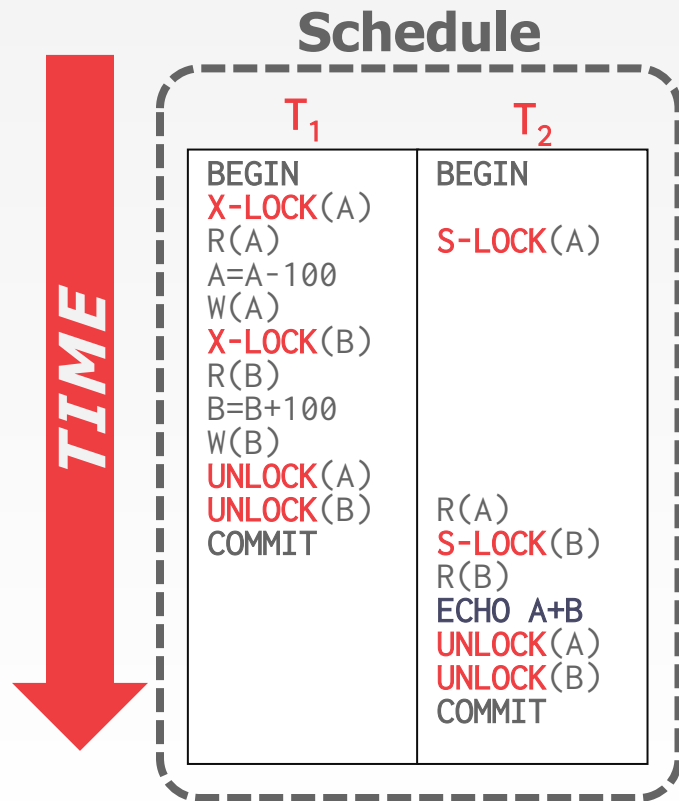 Schedule
TIME
T1 T2
BEGIN BEGIN
X-LOCK(A)
R(A) S-LOCK(A)
A=A-100
W(A)
X-LOCK(B)
R(B)
B=B+100
W(B)
UNLOCK(A)
UNLOCK(B) R(A)
COMMIT S-LOCK(B)
R(B)
ECHO A+B
UNLOCK(A)
UNLOCK(B)
COMMIT